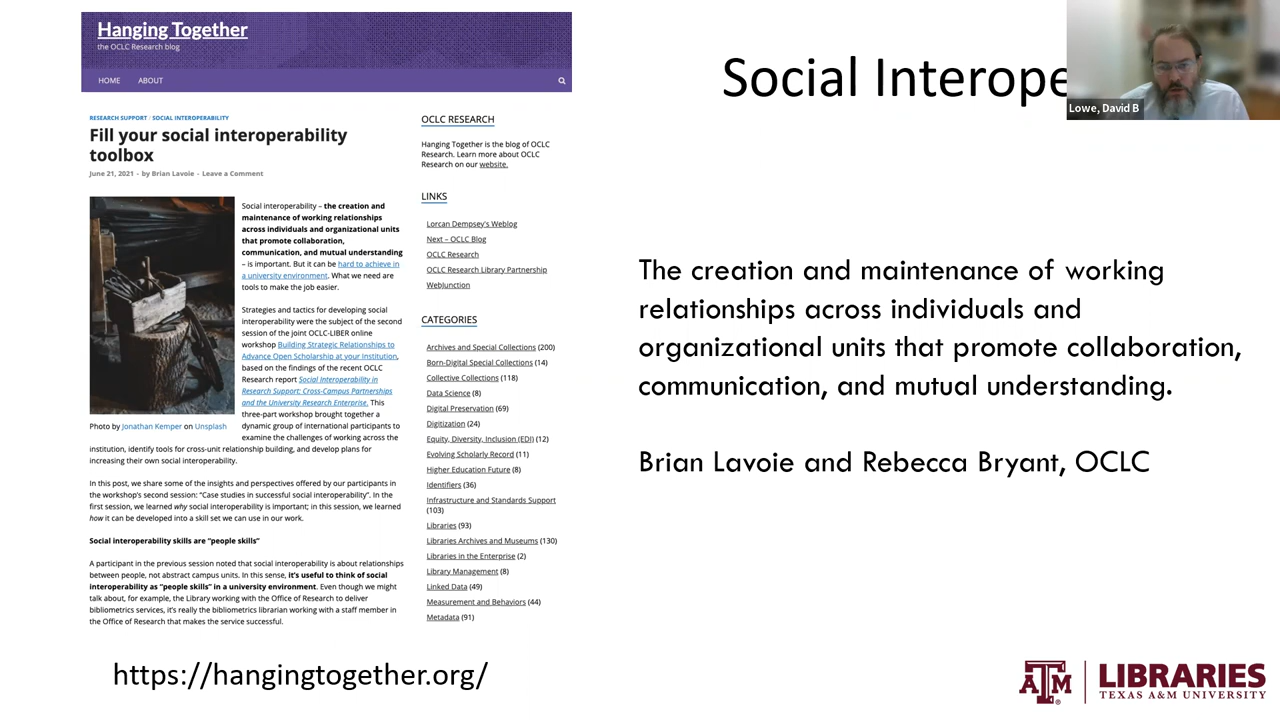 Hanging Together
the OCLC Research blog
HOME ABOUT
RESEARCH SUPPORT / SOCIAL INTEROPERABILITY
Fill your social interoperability
toolbox
June 21, 2021 - by Brian Lavoie - Leave a Comment
Social interoperability – the creation and
maintenance of working relationships
across individuals and organizational units
that promote collaboration,
communication, and mutual understanding
– is important. But it can be hard to achieve in
a university environment. What we need are
tools to make the job easier.
Strategies and tactics for developing social
interoperability were the subject of the second
session of the joint OCLC-LIBER online
workshop Building Strategic Relationships to
Advance Open Scholarship at your Institution,
based on the findings of the recent OCLC
Research report Social Interoperability in
Research Support: Cross-Campus Partnerships
and the University Research Enterprise. This
three-part workshop brought together a
dynamic group of international participants to
examine the challenges of working across the
Photo by Jonathan Kemper on Unsplash
institution, identify tools for cross-unit relationship building, and develop plans for
increasing their own social interoperability.
In this post, we share some of the insights and perspectives offered by our participants in
the workshop's second session: "Case studies in successful social interoperability". In the
first session, we learned why social interoperability is important; in this session, we learned
how it can be developed into a skill set we can use in our work.
Social interoperability skills are "people skills"
A participant in the previous session noted that social interoperability is about relationships
between people, not abstract campus units. In this sense, it's useful to think of social
interoperability as "people skills" in a university environment. Even though we might
talk about, for example, the Library working with the Office of Research to deliver
bibliometrics services, it's really the bibliometrics librarian working with a staff member in
the Office of Research that makes the service successful.
OCLC RESEARCH
Hanging Together is the blog of OCLC
Research. Learn more about OCLC
Research on our website.
LINKS
Lorcan Dempsey's Weblog
Next – OCLC Blog
OCLC Research
OCLC Research Library Partnership
WebJunction
CATEGORIES
Archives and Special Collections (200)
Born-Digital Special Collections (14)
Collective Collections (118)
Data Science (8)
Digital Preservation (69)
Digitization (24)
Equity, Diversity, Inclusion (EDI) (12)
Evolving Scholarly Record (11)
Higher Education Future (8)
Identifiers (36)
Infrastructure and Standards Support
(103)
Libraries (93)
Libraries Archives and Museums (130)
Libraries in the Enterprise (2)
Library Management (8)
Linked Data (49)
Measurement and Behaviors (44)
Metadata (91)
https://hangingtogether.org/
Social Interope
Lowe, David B
The creation and maintenance of working
relationships across individuals and
organizational units that promote collaboration,
communication, and mutual understanding.
Brian Lavoie and Rebecca Bryant, OCLC
ATM LIBRARIES
TEXAS A&M UNIVERSITY